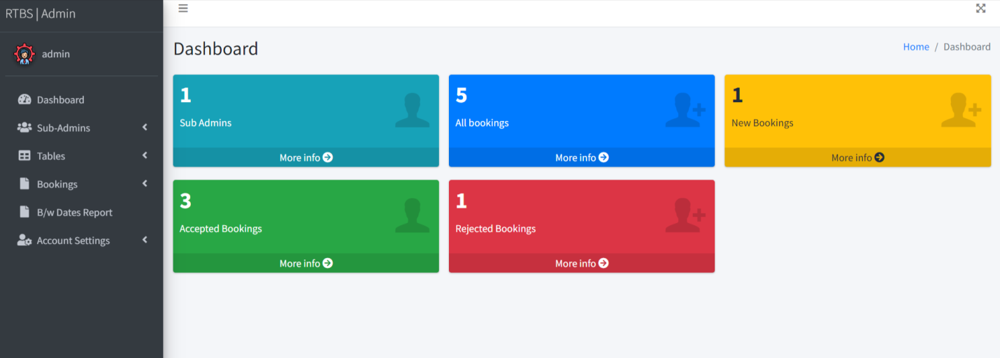 RTBS | Admin
admin
Dashboard
Sub-Admins
Tables
Bookings
B/w Dates Report
Account Settings
Dashboard
Home / Dashboard
1
Sub Admins
More info
5
All bookings
More info
1
New Bookings
More info
3
Accepted Bookings
More info
1
Rejected Bookings
More info